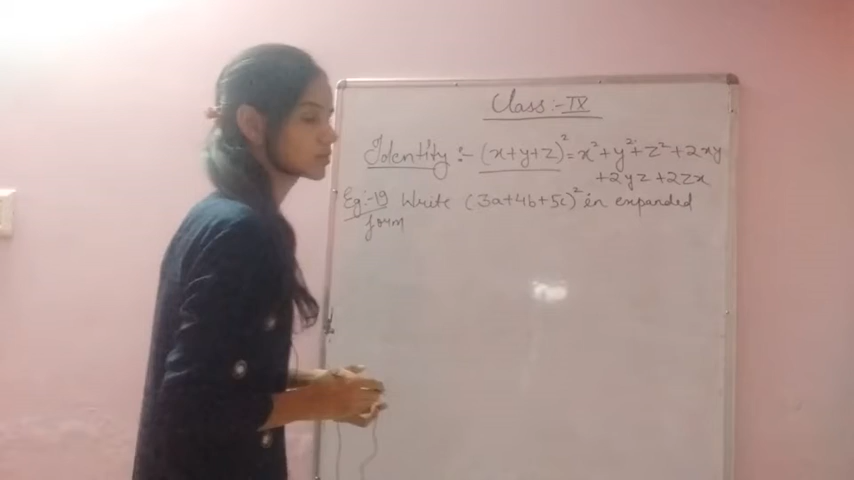 Class:- IX
Identity:- (x+y+z)² = x²+y²+z²+2xy
+2yz+2zx
Eg:-19 Write (3a+4b+5c)² in expanded
form